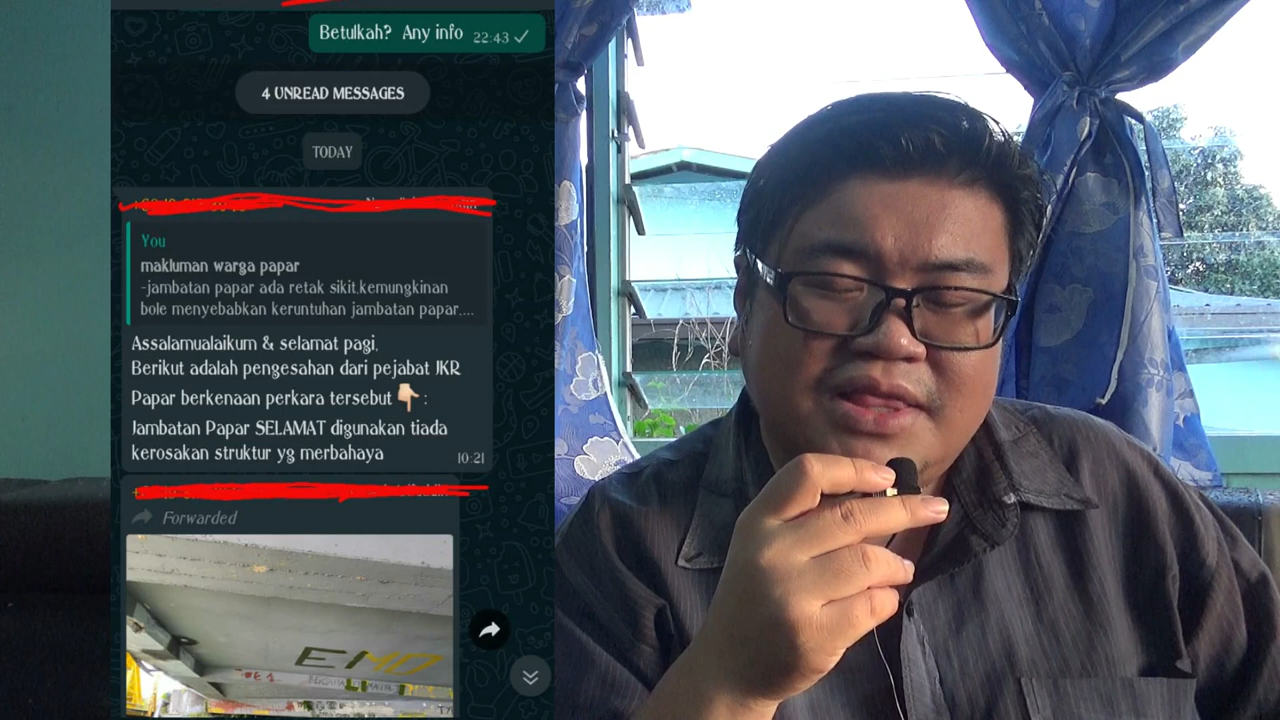 Betulkah? Any info 22:43
4 UNREAD MESSAGES
TODAY
You
makluman warga papar
-jambatan papar ada retak sikit,kemungkinan
bole menyebabkan keruntuhan jambatan papar....
Assalamualaikum & selamat pagi,
Berikut adalah pengesahan dari pejabat JKR
Papar berkenaan perkara tersebut👇🏻:
Jambatan Papar SELAMAT digunakan tiada
kerosakan struktur yg merbahaya
10:21
Forwarded
EMD